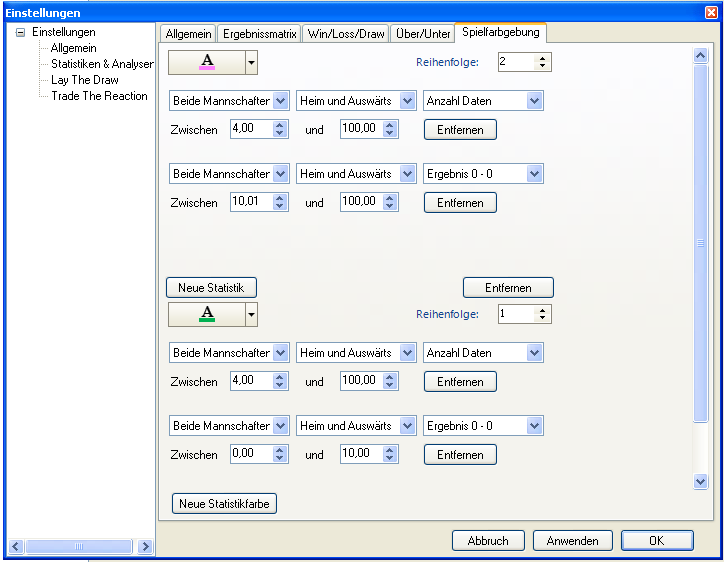 Einstellungen
Einstellungen
Allgemein
Statistiken & Analyser
Lay The Draw
Trade The Reaction
Allgemein Ergebnissmatrix Win/Loss/Draw Über/Unter Spielfarbgebung
A Reihenfolge: 2
Beide Mannschafter Heim und Auswärts Anzahl Daten
Zwischen 4,00 und 100,00 Entfernen
Beide Mannschafter Heim und Auswärts Ergebnis 0 - 0
Zwischen 10,01 und 100,00 Entfernen
Neue Statistik Entfernen
A Reihenfolge: 1
Beide Mannschafter Heim und Auswärts Anzahl Daten
Zwischen 4,00 und 100,00 Entfernen
Beide Mannschafter Heim und Auswärts Ergebnis 0 - 0
Zwischen 0,00 und 10,00 Entfernen
Neue Statistikfarbe
Abbruch Anwenden OK